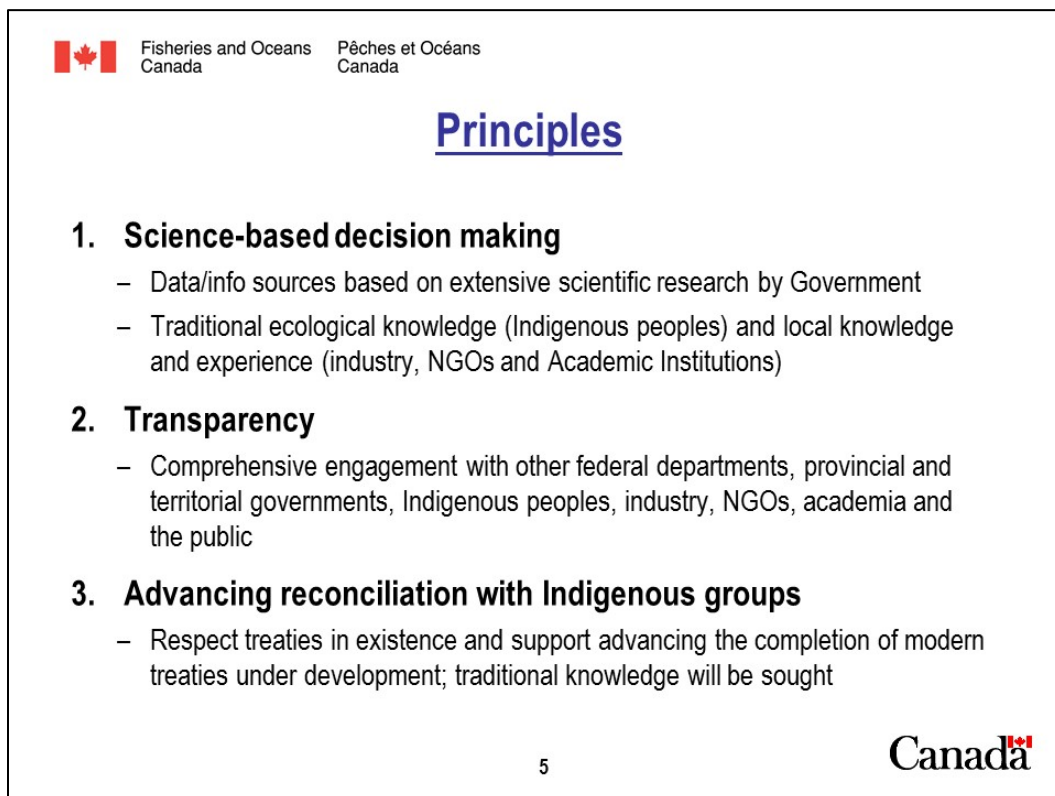 Fisheries and Oceans Pêches et Océans
Canada Canada
Principles
1. Science-based decision making
– Data/info sources based on extensive scientific research by Government
– Traditional ecological knowledge (Indigenous peoples) and local knowledge
and experience (industry, NGOs and Academic Institutions)
2. Transparency
– Comprehensive engagement with other federal departments, provincial and
territorial governments, Indigenous peoples, industry, NGOs, academia and
the public
3. Advancing reconciliation with Indigenous groups
– Respect treaties in existence and support advancing the completion of modern
treaties under development; traditional knowledge will be sought
5
Canada